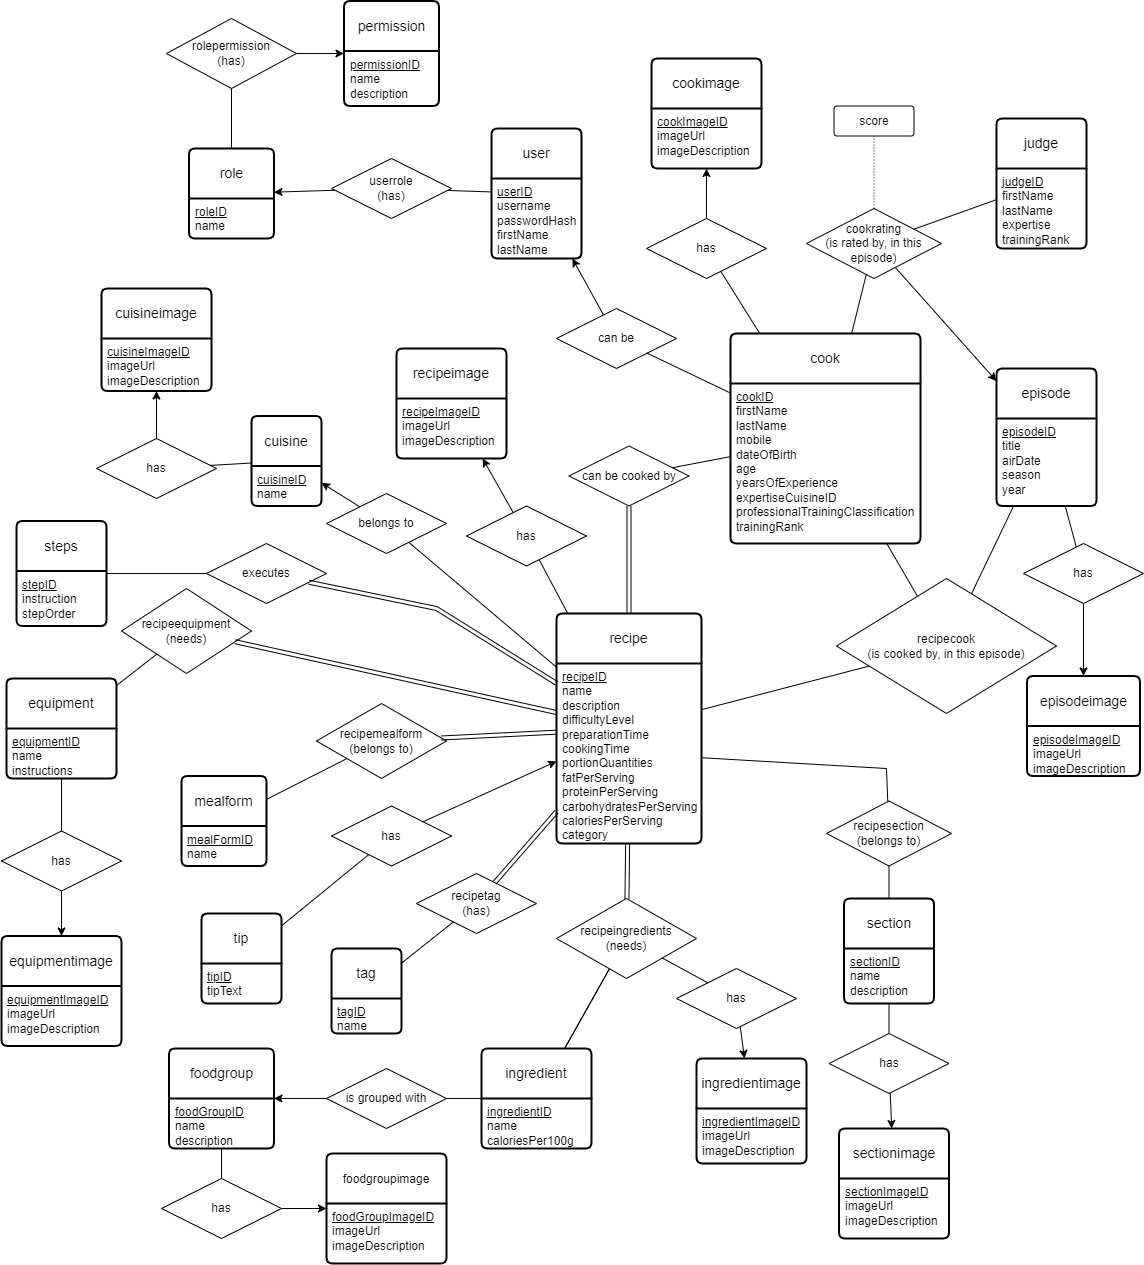 permission
permissionID
name
description
rolepermission
(has)
role
roleID
name
userrole
(has)
user
userID
username
passwordHash
firstName
lastName
cookimage
cookImageID
imageUrl
imageDescription
has
score
judge
judgeID
firstName
lastName
expertise
trainingRank
cookrating
(is rated by, in this
episode)
can be
cook
cookID
firstName
lastName
mobile
dateOfBirth
age
yearsOfExperience
expertiseCuisineID
professionalTrainingClassification
trainingRank
episode
episodeID
title
airDate
season
year
has
episodeimage
episodeImageID
imageUrl
imageDescription
cuisineimage
cuisineImageID
imageUrl
imageDescription
has
cuisine
cuisineID
name
belongs to
recipeimage
recipeImageID
imageUrl
imageDescription
has
can be cooked by
recipecook
(is cooked by, in this episode)
steps
stepID
instruction
stepOrder
executes
recipeequipment
(needs)
equipment
equipmentID
name
instructions
has
equipmentimage
equipmentImageID
imageUrl
imageDescription
recipe
recipeID
name
description
difficultyLevel
preparationTime
cookingTime
portionQuantities
fatPerServing
proteinPerServing
carbohydratesPerServing
caloriesPerServing
category
recipemealform
(belongs to)
mealform
mealFormID
name
has
tip
tipID
tipText
recipetag
(has)
tag
tagID
name
recipeingredients
(needs)
has
ingredientimage
ingredientImageID
imageUrl
imageDescription
ingredient
ingredientID
name
caloriesPer100g
is grouped with
foodgroup
foodGroupID
name
description
has
foodgroupimage
foodGroupImageID
imageUrl
imageDescription
recipesection
(belongs to)
section
sectionID
name
description
has
sectionimage
sectionImageID
imageUrl
imageDescription